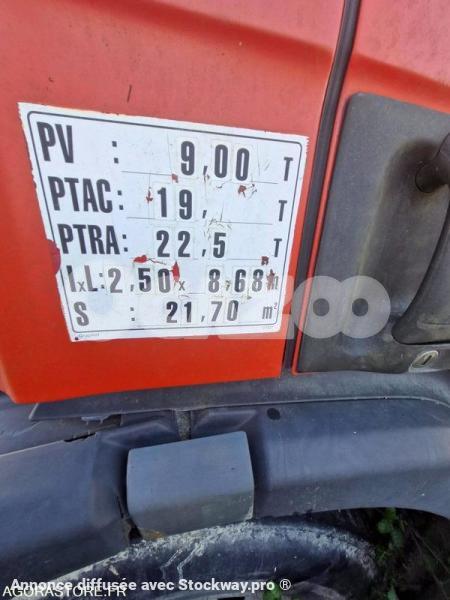 PV : 9,00 T
PTAC: 19, T
PTRA: 22,5 T
lxL: 2,50 x 8,68 m
S : 21,70 m²
Annonce diffusée avec Stockway.pro ®
AGORASTORE.FR